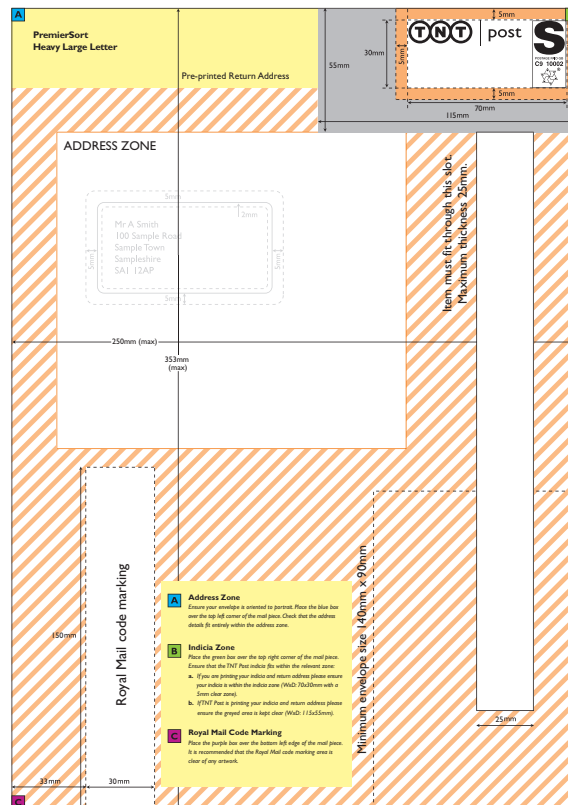 A
PremierSort
Heavy Large Letter
Pre-printed Return Address
5mm
30mm
5mm
55mm
TNT post
S
C9 10002
5mm
70mm
115mm
ADDRESS ZONE
5mm
2mm
Mr A Smith
100 Sample Road
Sample Town
Sampleshire
SA1 12AP
5mm
5mm
5mm
Item must fit through this slot.
Maximum thickness 25mm.
250mm (max)
353mm
(max)
Royal Mail code marking
150mm
33mm
30mm
C
A Address Zone
Ensure your envelope is oriented to portrait. Place the blue box
over the top left corner of the mail piece. Check that the address
details fit entirely within the address zone.
B Indicia Zone
Place the green box over the top right corner of the mail piece.
Ensure that the TNT Post indicia fits within the relevant zone:
a. If you are printing your indicia and return address please ensure
your indicia is within the indicia zone (WxD: 70x30mm with a
5mm clear zone).
b. IfTNT Past is printing your indicia and return address please
ensure the greyed area is kept clear (WxD: 115x55mm).
C Royal Mail Code Marking
Place the purple box over the bottom left edge of the mail piece.
It is recommended that the Royal Mail code marking area is
clear of any artwork.
Minimum envelope size 140mm x 90mm
25mm